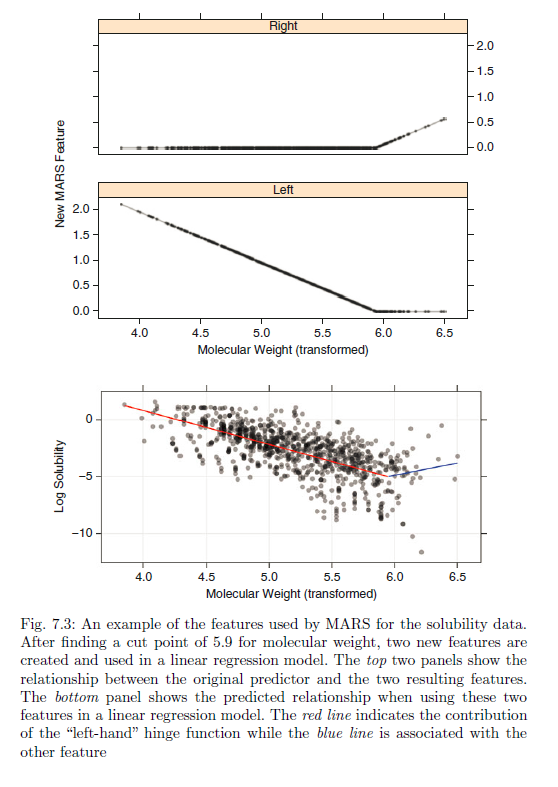 Right
2.0
1.5
1.0
0.5
0.0
New MARS Feature
Left
2.0
1.5
1.0
0.5
0.0
4.0 4.5 5.0 5.5 6.0 6.5
Molecular Weight (transformed)
Log Solubility
0
−5
−10
4.0 4.5 5.0 5.5 6.0 6.5
Molecular Weight (transformed)
Fig. 7.3: An example of the features used by MARS for the solubility data.
After finding a cut point of 5.9 for molecular weight, two new features are
created and used in a linear regression model. The top two panels show the
relationship between the original predictor and the two resulting features.
The bottom panel shows the predicted relationship when using these two
features in a linear regression model. The red line indicates the contribution
of the “left-hand” hinge function while the blue line is associated with the
other feature